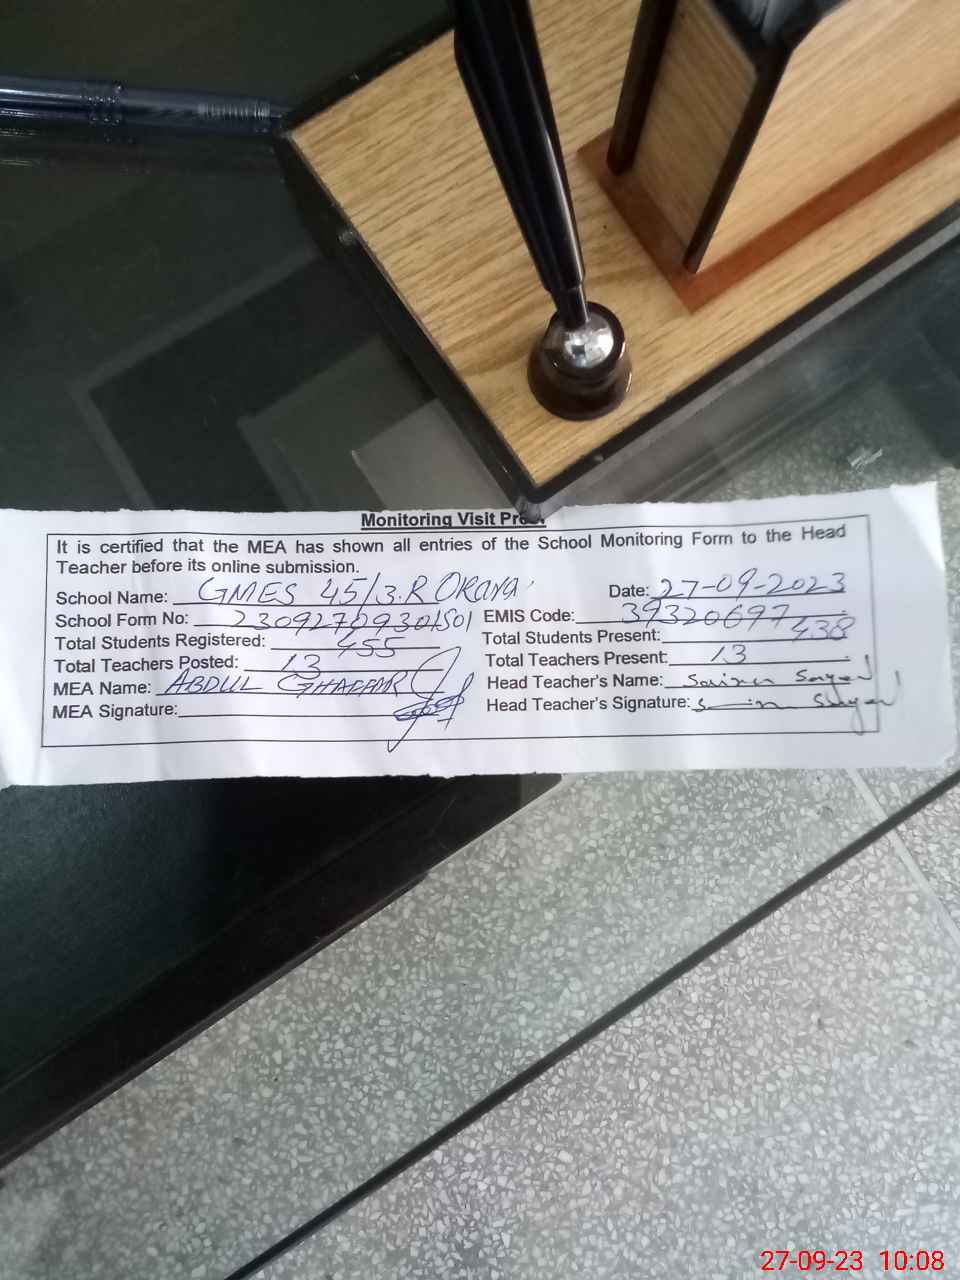 Monitoring Visit Proof
It is certified that the MEA has shown all entries of the School Monitoring Form to the Head
Teacher before its online submission.
School Name: GMES 45/3.R Okara Date: 27-09-2023
School Form No: EMIS Code: 39320697
Total Students Registered: 455 Total Students Present: 438
Total Teachers Posted: 13 Total Teachers Present: 13
MEA Name: ABDUL GHAFFAR Head Teacher's Name:
MEA Signature: Head Teacher's Signature:
27-09-23 10:08